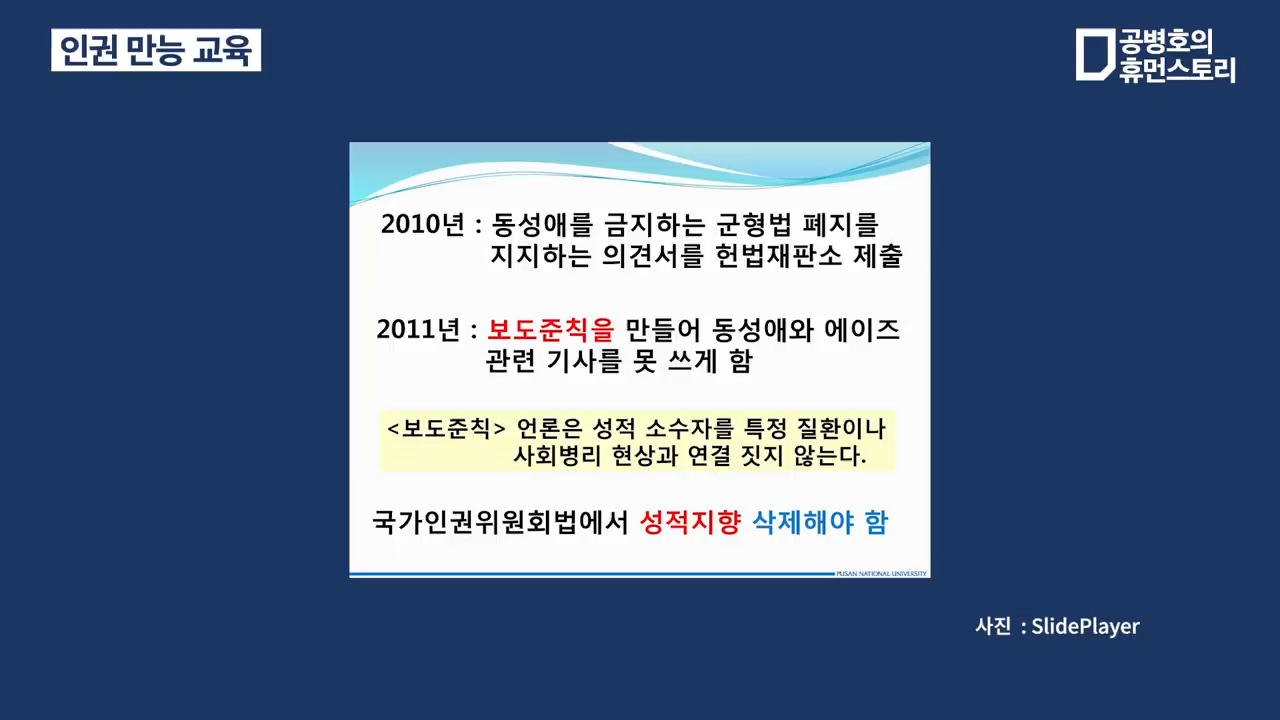 인권 만능 교육
공병호의
휴먼스토리
2010년 : 동성애를 금지하는 군형법 폐지를
지지하는 의견서를 헌법재판소 제출
2011년 : 보도준칙을 만들어 동성애와 에이즈
관련 기사를 못 쓰게 함
<보도준칙> 언론은 성적 소수자를 특정 질환이나
사회병리 현상과 연결 짓지 않는다.
국가인권위원회법에서 성적지향 삭제해야 함
PUSAN NATIONAL UNIVERSITY
사진 : SlidePlayer